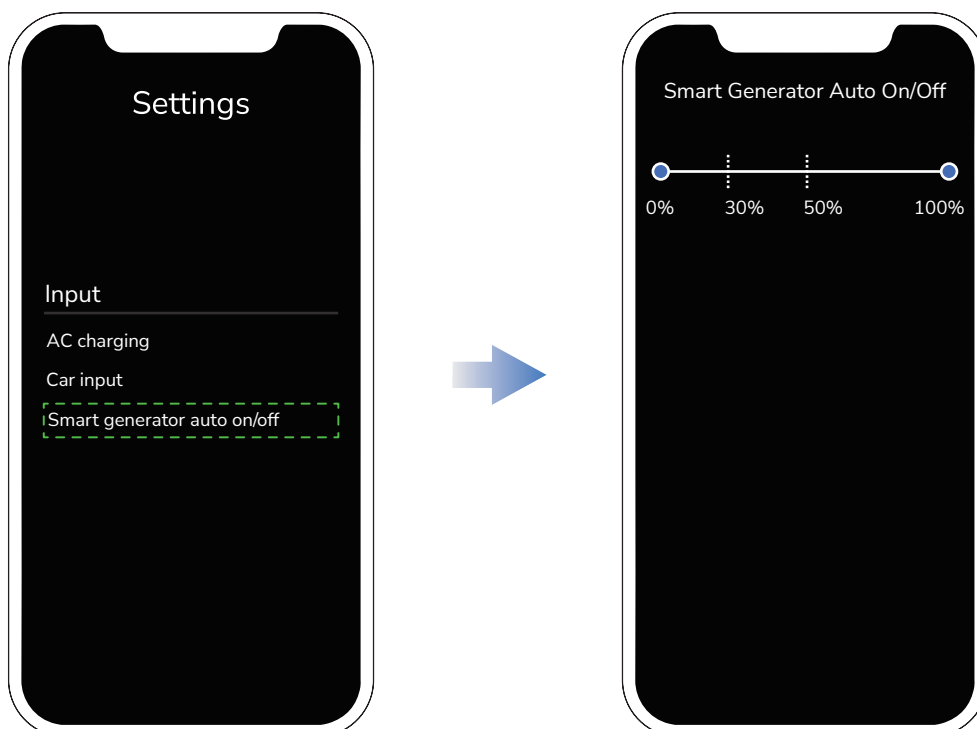 Settings
Input
AC charging
Car input
Smart generator auto on/off
Smart Generator Auto On/Off
0% 30% 50% 100%